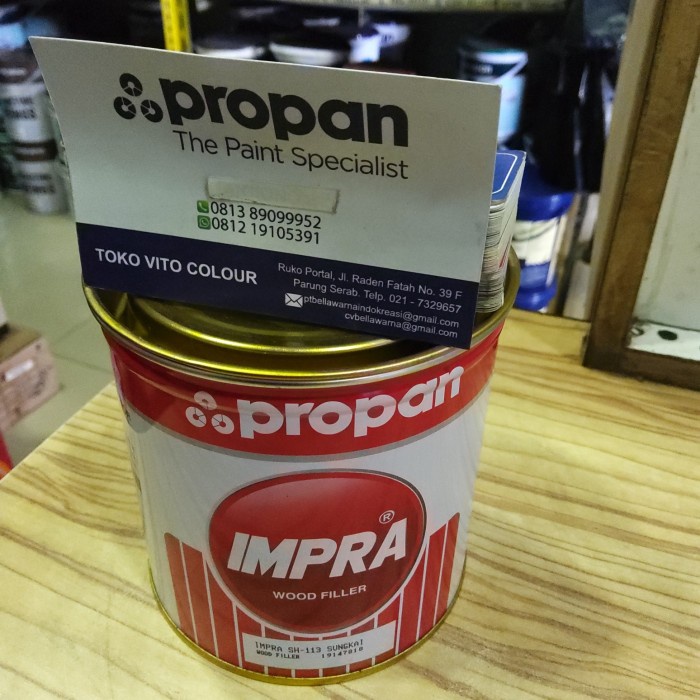 propan
The Paint Specialist
0813 89099952
0812 19105391
TOKO VITO COLOUR
Ruko Portal, Jl. Raden Fatah No. 39 F
Parung Serab. Telp. 021 - 7329657
ptbellawarnaindokreasi@gmail.com
cvbellawarna@gmail.com
propan
IMPRA®
WOOD FILLER
IMPRA SH-113 SUNGKAI
WOOD FILLER 19147010